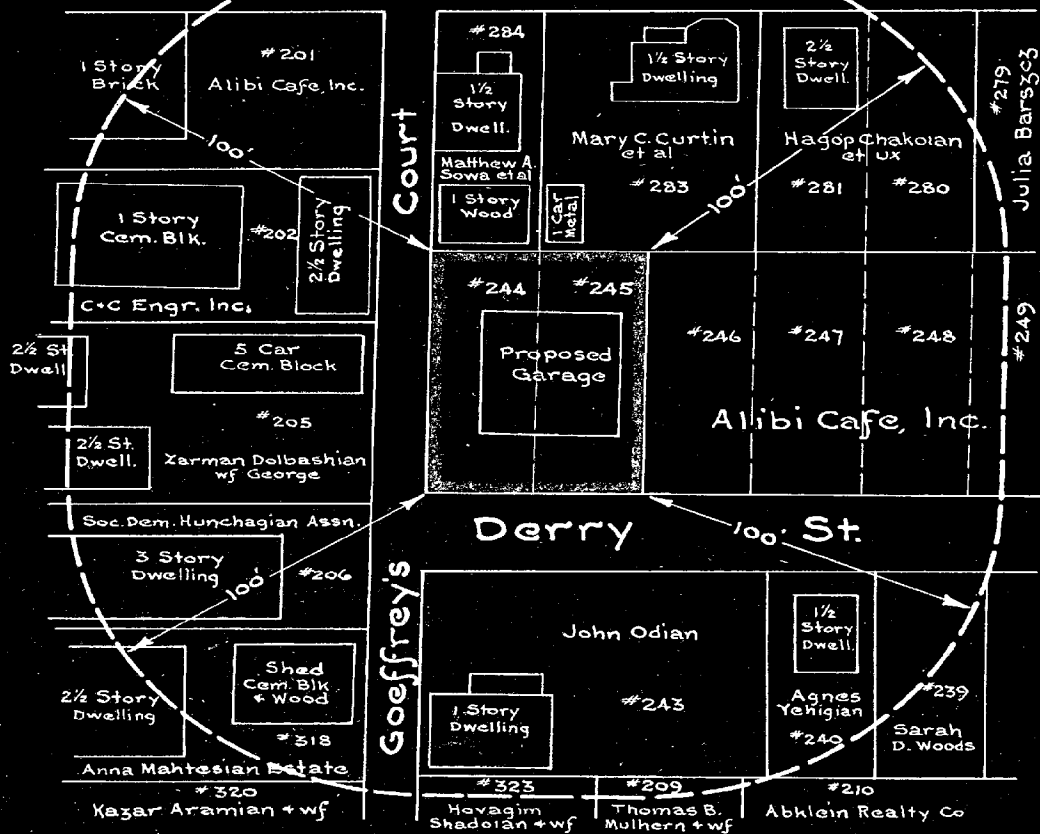 #201
Alibi Cafe, Inc.
1 Story
Brick
100'
#202
1 Story
Cem. Blk.
2½ Story
Dwelling
C+C Engr. Inc.
2½ St.
Dwell
5 Car
Cem. Block
#205
2½ St.
Dwell.
Zarman Dolbashian
wf George
Soc. Dem. Hunchagian Assn.
3 Story
Dwelling
#206
100'
2½ Story
Dwelling
Shed
Cem. Blk
+ Wood
#318
Anna Mahtesian Estate
#320
Kazar Aramian + wf
Goeffrey's
Court
#284
1½
Story
Dwell.
Matthew A.
Sowa et al
1 Story
Wood
1½ Story
Dwelling
Mary C. Curtin
et al
#283
1 Car
Metal
2½
Story
Dwell.
Hagop Chakoian
et ux
#281
#280
100'
#279
Julia Barszcz
#244
#245
Proposed
Garage
#246
#247
#248
#249
Alibi Cafe, Inc.
Derry St.
100'
John Odian
#243
1 Story
Dwelling
1½
Story
Dwell.
Agnes
Yehigian
#240
#239
Sarah
D. Woods
#323
Hovagim
Shadoian + wf
#209
Thomas B.
Mulhern + wf
#210
Abklein Realty Co